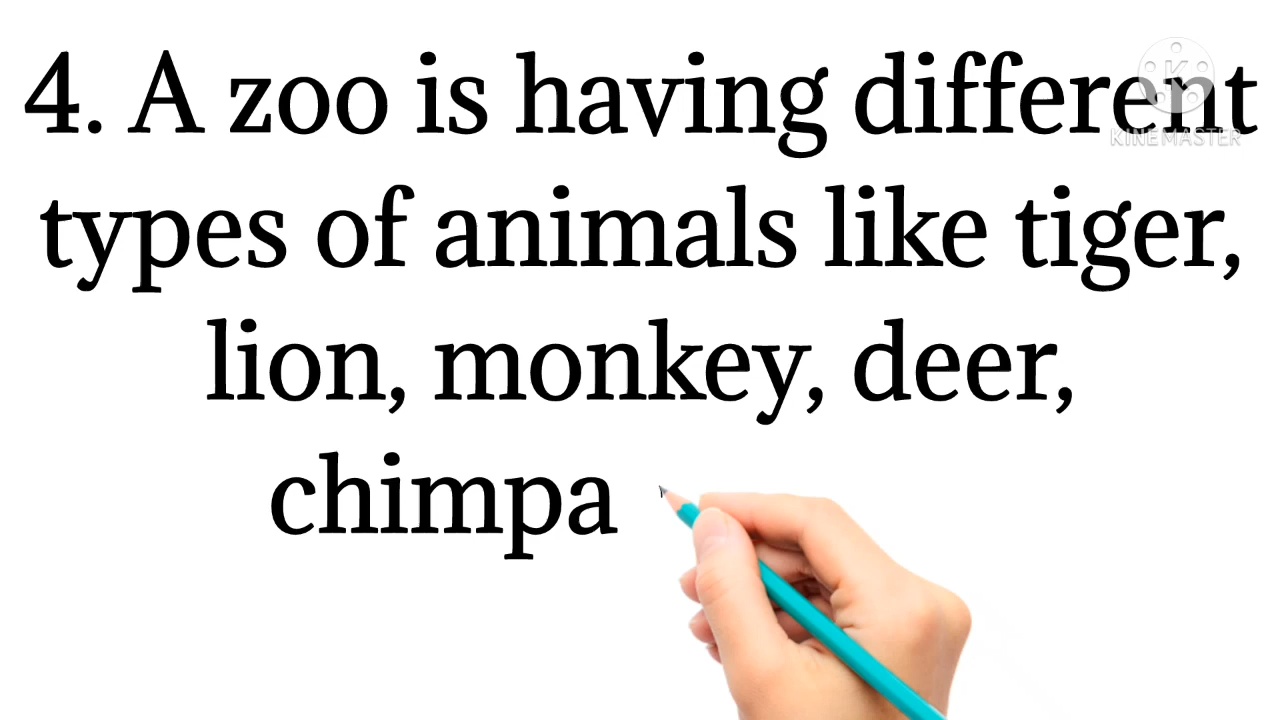 4. A zoo is having different
types of animals like tiger,
lion, monkey, deer,
chimpa
KINEMASTER